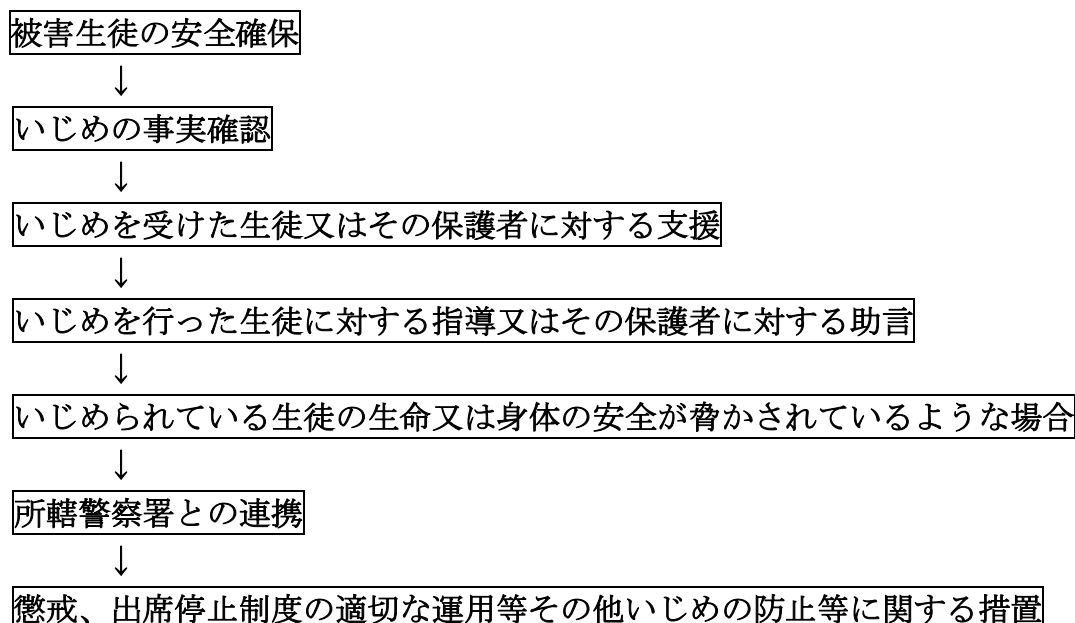 被害生徒の安全確保
↓
いじめの事実確認
↓
いじめを受けた生徒又はその保護者に対する支援
↓
いじめを行った生徒に対する指導又はその保護者に対する助言
↓
いじめられている生徒の生命又は身体の安全が脅かされているような場合
↓
所轄警察署との連携
↓
懲戒、出席停止制度の適切な運用等その他いじめの防止等に関する措置